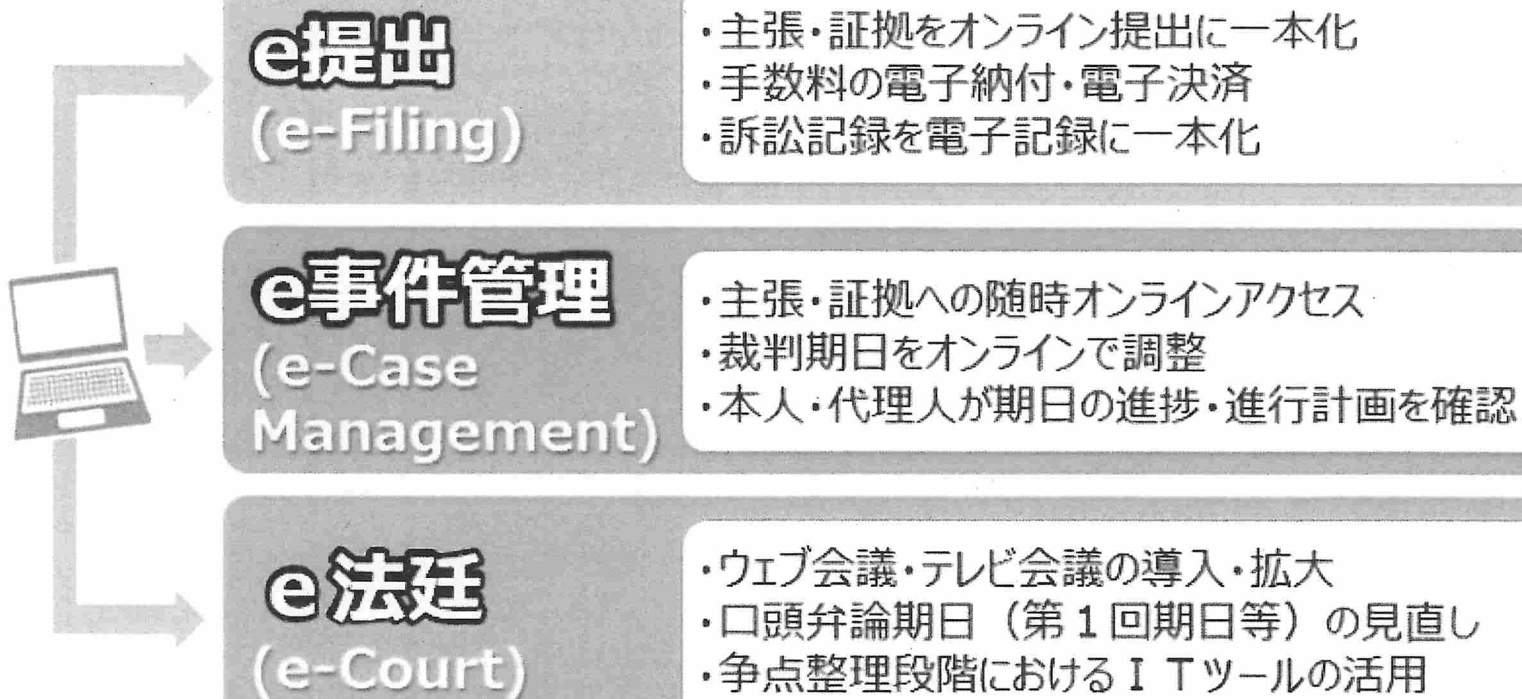 e提出
(e-Filing)
・主張・証拠をオンライン提出に一本化
・手数料の電子納付・電子決済
・訴訟記録を電子記録に一本化
e事件管理
(e-Case
Management)
・主張・証拠への随時オンラインアクセス
・裁判期日をオンラインで調整
・本人・代理人が期日の進捗・進行計画を確認
e法廷
(e-Court)
・ウェブ会議・テレビ会議の導入・拡大
・口頭弁論期日（第１回期日等）の見直し
・争点整理段階におけるＩＴツールの活用